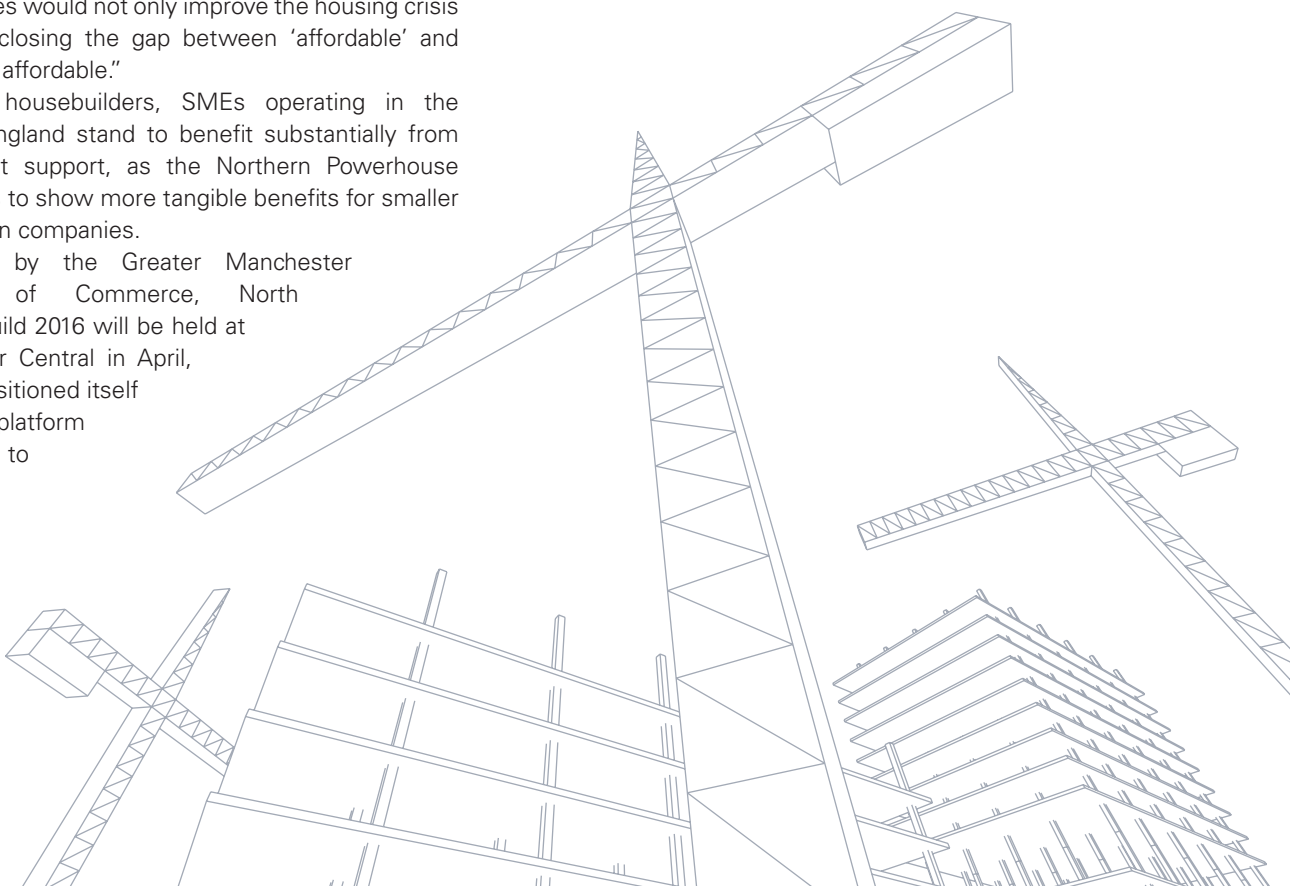 es would not only improve the housing crisis
closing the gap between ‘affordable’ and
affordable.”
housebuilders, SMEs operating in the
ngland stand to benefit substantially from
t support, as the Northern Powerhouse
to show more tangible benefits for smaller
n companies.
by the Greater Manchester
of Commerce, North
uild 2016 will be held at
r Central in April,
sitioned itself
platform
to